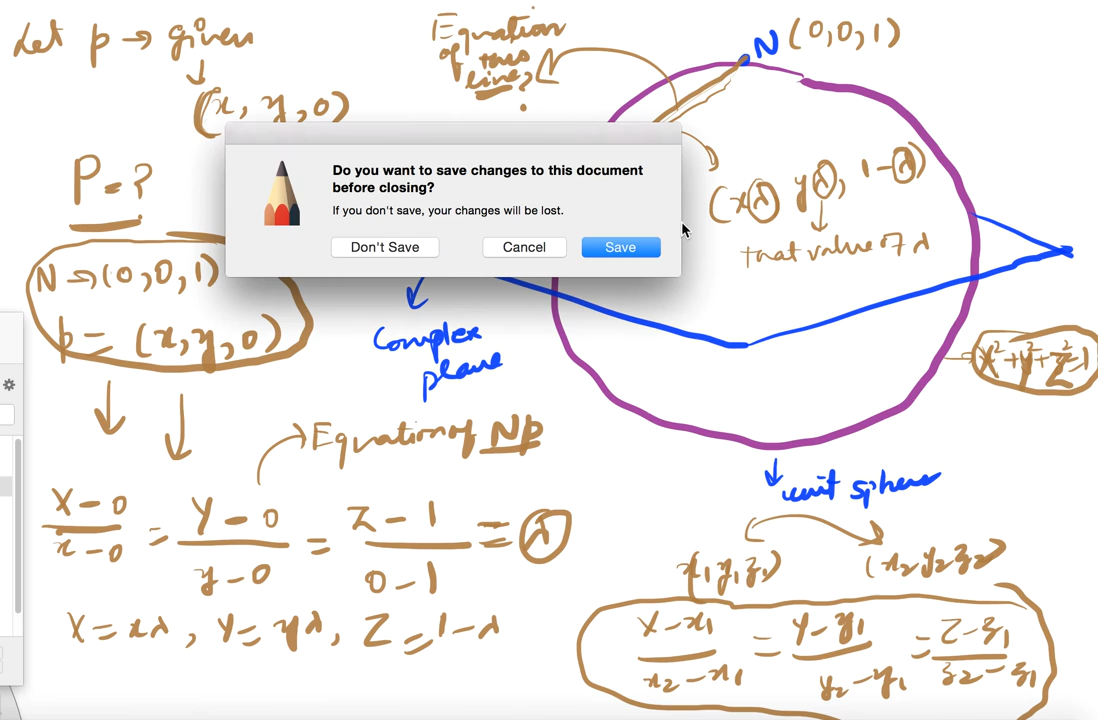 Let p → given
(x, y, 0)
P = ?
N → (0, 0, 1)
p = (x, y, 0)
Equation
of this
line?
N (0, 0, 1)
(xλ, yλ, 1-λ)
that value of λ
Do you want to save changes to this document
before closing?
If you don't save, your changes will be lost.
Don't Save
Cancel
Save
Complex
plane
X²+Y²+Z²=1
Equation of Np
X-0/x-0 = Y-0/y-0 = Z-1/0-1 = λ
X = xλ, Y = yλ, Z = 1-λ
unit sphere
(x₁ y₁ z₁)
(x₂ y₂ z₂)
X-x₁/x₂-x₁ = Y-y₁/y₂-y₁ = Z-z₁/z₂-z₁